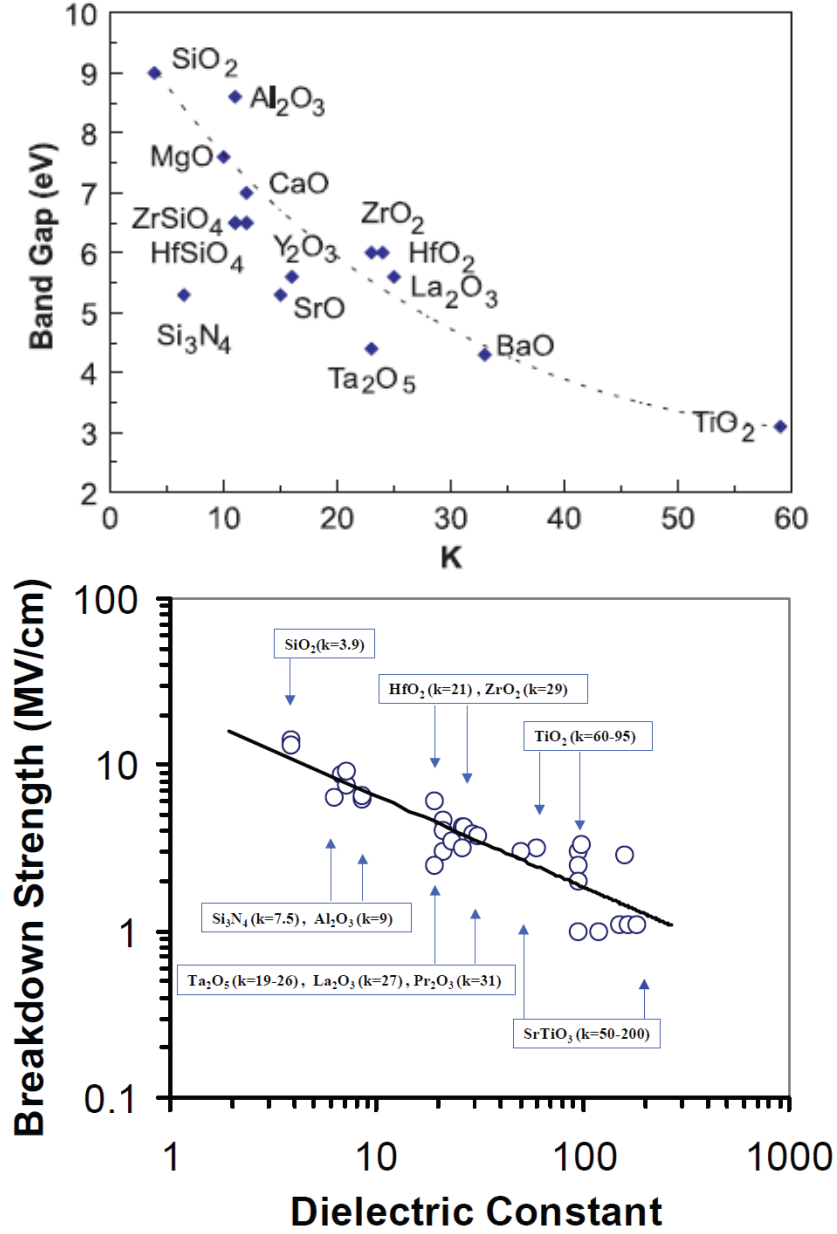 Band Gap (eV)
10
9
8
7
6
5
4
3
2
SiO₂
Al₂O₃
MgO
CaO
ZrSiO₄
HfSiO₄
Y₂O₃
ZrO₂
HfO₂
La₂O₃
SrO
Si₃N₄
Ta₂O₅
BaO
TiO₂
0 10 20 30 40 50 60
K
Breakdown Strength (MV/cm)
100
10
1
0.1
SiO₂(k=3.9)
HfO₂ (k=21) , ZrO₂ (k=29)
TiO₂ (k=60-95)
Si₃N₄ (k=7.5) , Al₂O₃ (k=9)
Ta₂O₅ (k=19-26) , La₂O₃ (k=27) , Pr₂O₃ (k=31)
SrTiO₃ (k=50-200)
1 10 100 1000
Dielectric Constant